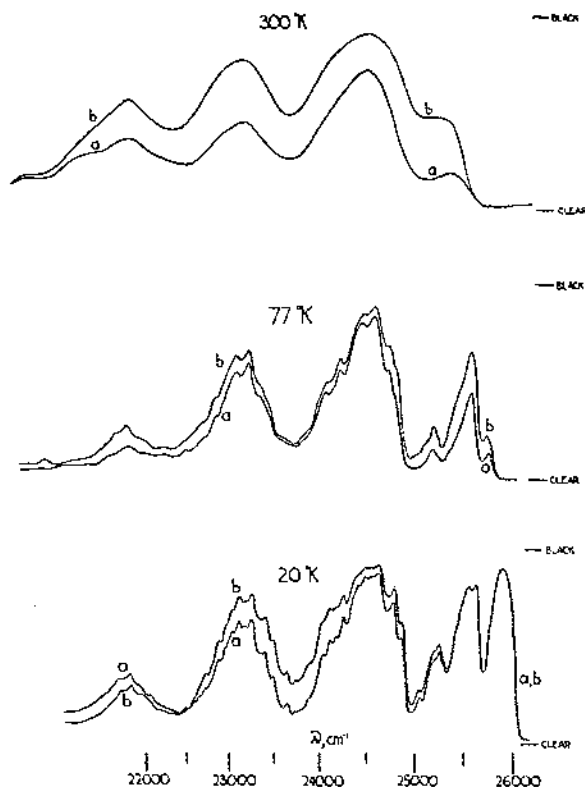 300°K
BLACK
b
b
a
a
CLEAR
BLACK
77°K
b
a
b
a
CLEAR
BLACK
20°K
b
a
a
b
a,b
ν,cm⁻¹
CLEAR
22000 23000 24000 25000 26000